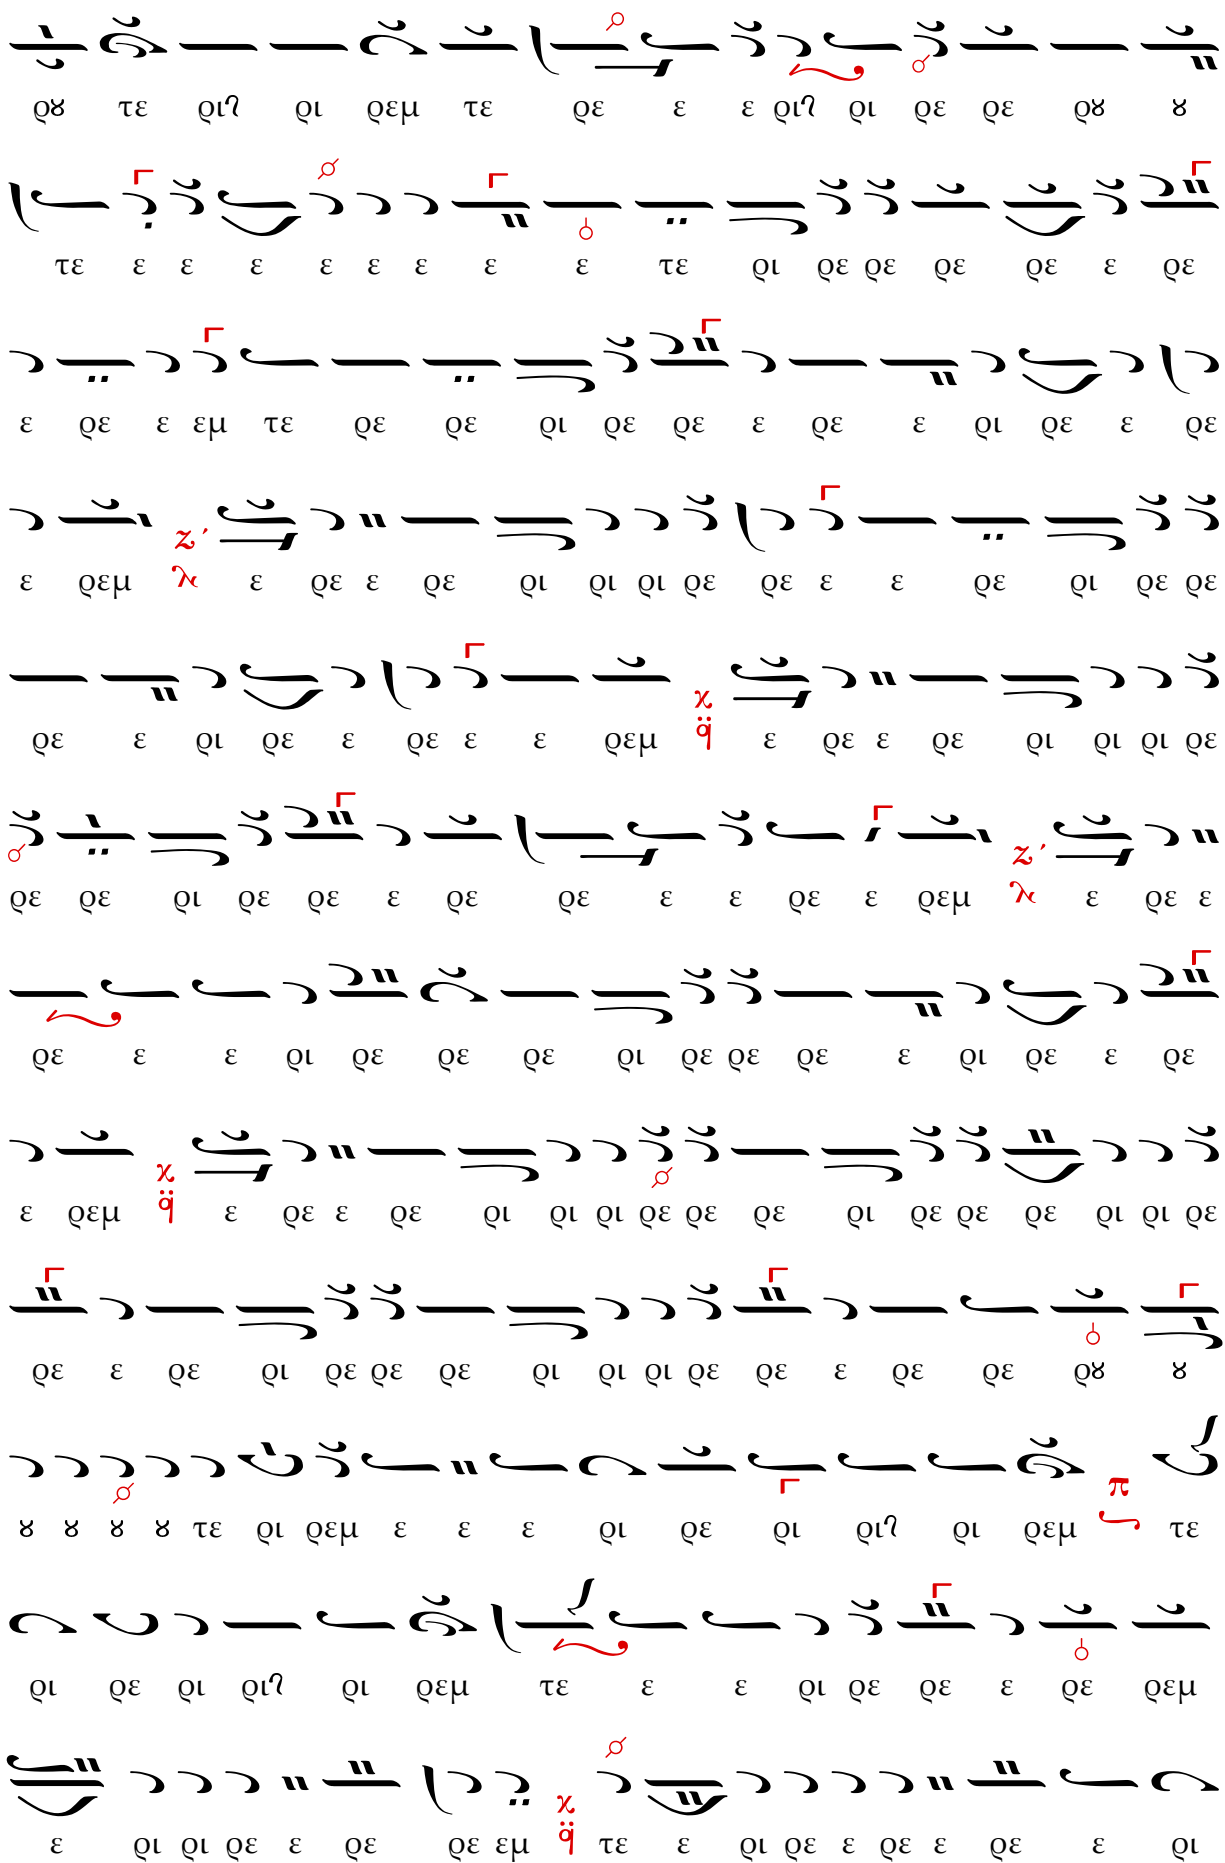 ϱȣ τε ϱιʔ ϱι ϱεμ τε ϱε ε ε ϱιʔ ϱι ϱε ϱε ϱȣ ȣ
τε ε ε ε ε ε ε ε ε τε ϱι ϱε ϱε ϱε ϱε ε ϱε
ε ϱε ε εμ τε ϱε ϱε ϱι ϱε ϱε ε ϱε ε ϱι ϱε ε ϱε
ε ϱεμ ε ϱε ε ϱε ϱι ϱι ϱι ϱε ϱε ε ε ϱε ϱι ϱε ϱε
ϱε ε ϱι ϱε ε ϱε ε ε ϱεμ ε ϱε ε ϱε ϱι ϱι ϱι ϱε
ϱε ϱε ϱι ϱε ϱε ε ϱε ϱε ε ε ϱε ε ϱεμ ε ϱε ε
ϱε ε ε ϱι ϱε ϱε ϱε ϱι ϱε ϱε ϱε ε ϱι ϱε ε ϱε
ε ϱεμ ε ϱε ε ϱε ϱι ϱι ϱι ϱε ϱε ϱε ϱι ϱε ϱε ϱε ϱι ϱι ϱε
ϱε ε ϱε ϱι ϱε ϱε ϱε ϱι ϱι ϱι ϱε ϱε ε ϱε ϱε ϱȣ ȣ
ȣ ȣ ȣ ȣ τε ϱι ϱεμ ε ε ε ϱι ϱε ϱι ϱιʔ ϱι ϱεμ π τε
ϱι ϱε ϱι ϱιʔ ϱι ϱεμ τε ε ε ϱι ϱε ϱε ε ϱε ϱεμ
ε ϱι ϱι ϱε ε ϱε ϱε εμ τε ε ϱι ϱε ε ϱε ε ϱε ε ϱι